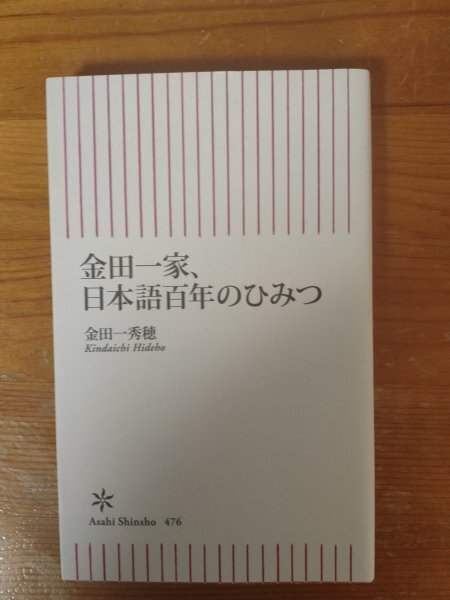 金田一家、
日本語百年のひみつ
金田一秀穂
Kindaichi Hideho
Asahi Shinsho 476